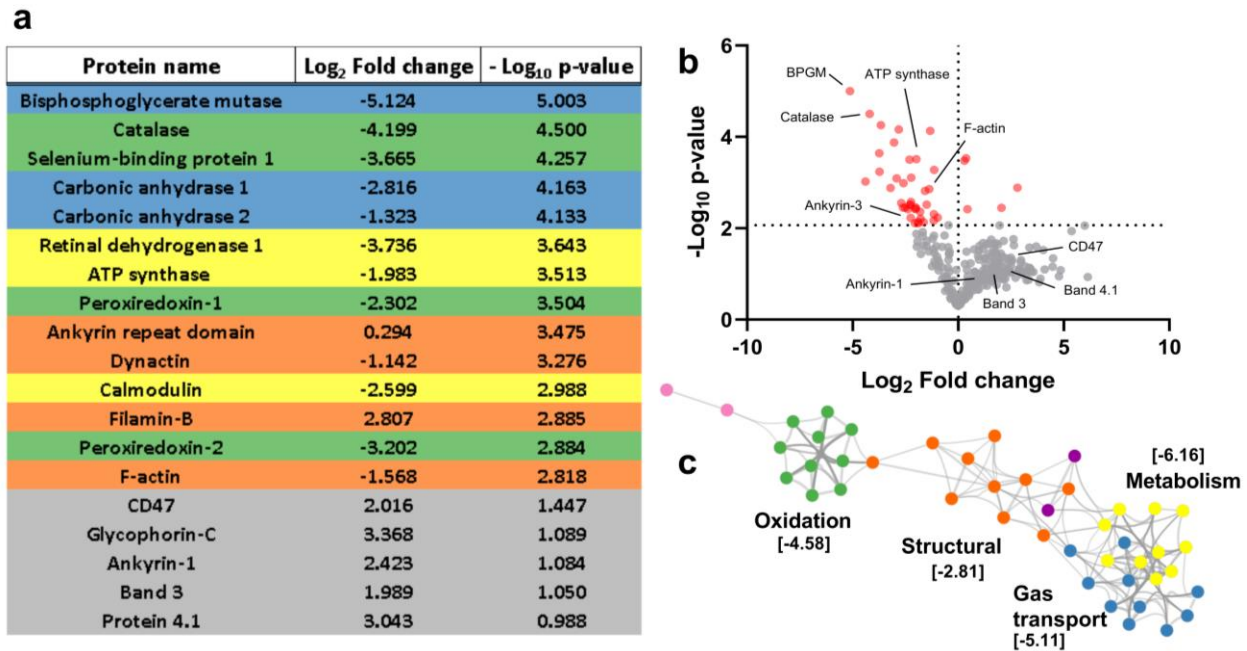 a
Protein name Log2 Fold change - Log10 p-value
Bisphosphoglycerate mutase -5.124 5.003
Catalase -4.199 4.500
Selenium-binding protein 1 -3.665 4.257
Carbonic anhydrase 1 -2.816 4.163
Carbonic anhydrase 2 -1.323 4.133
Retinal dehydrogenase 1 -3.736 3.643
ATP synthase -1.983 3.513
Peroxiredoxin-1 -2.302 3.504
Ankyrin repeat domain 0.294 3.475
Dynactin -1.142 3.276
Calmodulin -2.599 2.988
Filamin-B 2.807 2.885
Peroxiredoxin-2 -3.202 2.884
F-actin -1.568 2.818
CD47 2.016 1.447
Glycophorin-C 3.368 1.089
Ankyrin-1 2.423 1.084
Band 3 1.989 1.050
Protein 4.1 3.043 0.988
b
-Log10 p-value
6
4
2
0
BPGM
ATP synthase
Catalase
F-actin
Ankyrin-3
CD47
Ankyrin-1
Band 3
Band 4.1
-10 -5 0 5 10
Log2 Fold change
c
[-6.16]
Metabolism
Oxidation
[-4.58]
Structural
[-2.81]
Gas
transport
[-5.11]